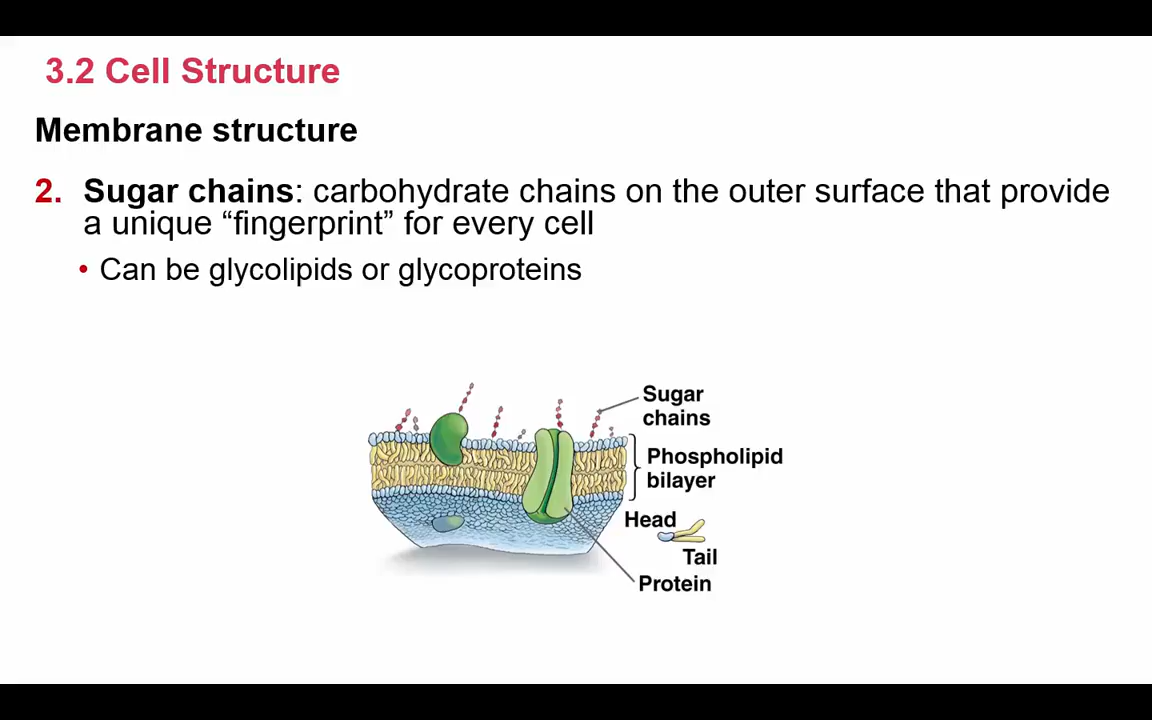 3.2 Cell Structure
Membrane structure
2. Sugar chains: carbohydrate chains on the outer surface that provide
a unique “fingerprint” for every cell
• Can be glycolipids or glycoproteins
Sugar
chains
Phospholipid
bilayer
Head
Tail
Protein